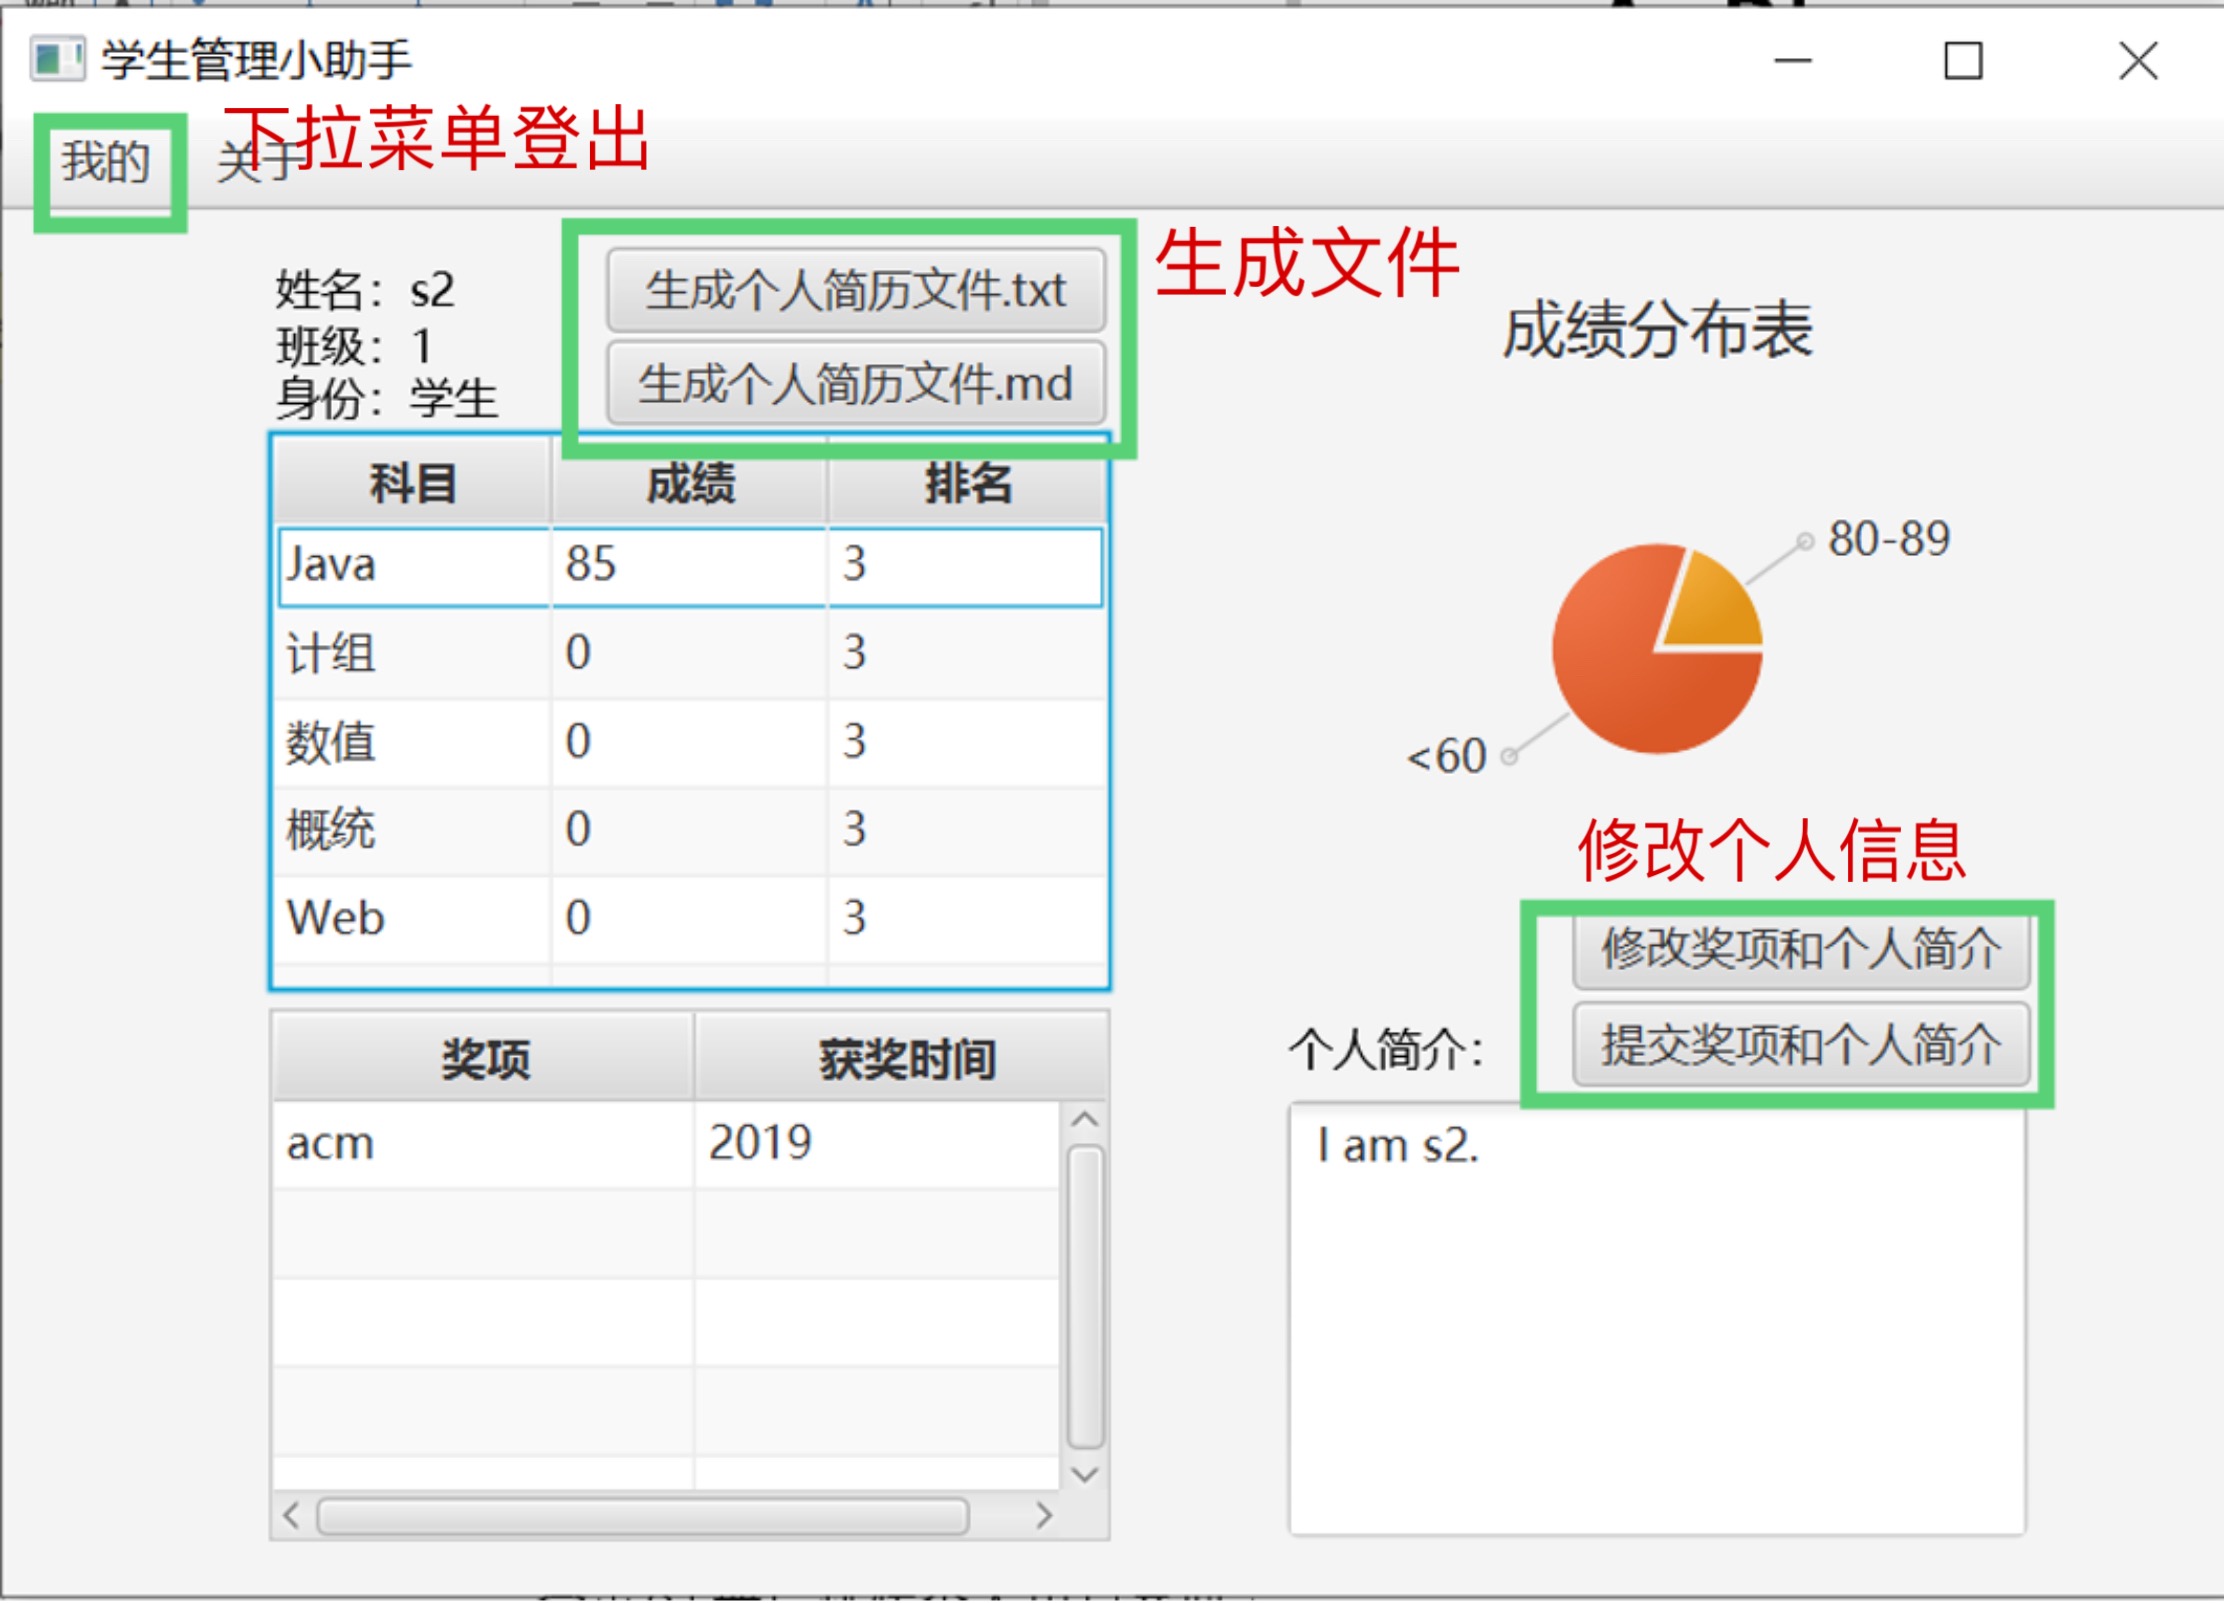 学生管理小助手
下拉菜单登出
我的 关于
生成文件
姓名：s2
班级：1
身份：学生
生成个人简历文件.txt
生成个人简历文件.md
成绩分布表
科目 成绩 排名
Java 85 3
计组 0 3
数值 0 3
概统 0 3
Web 0 3
80-89
<60
修改个人信息
修改奖项和个人简介
提交奖项和个人简介
奖项 获奖时间
acm 2019
个人简介：
I am s2.